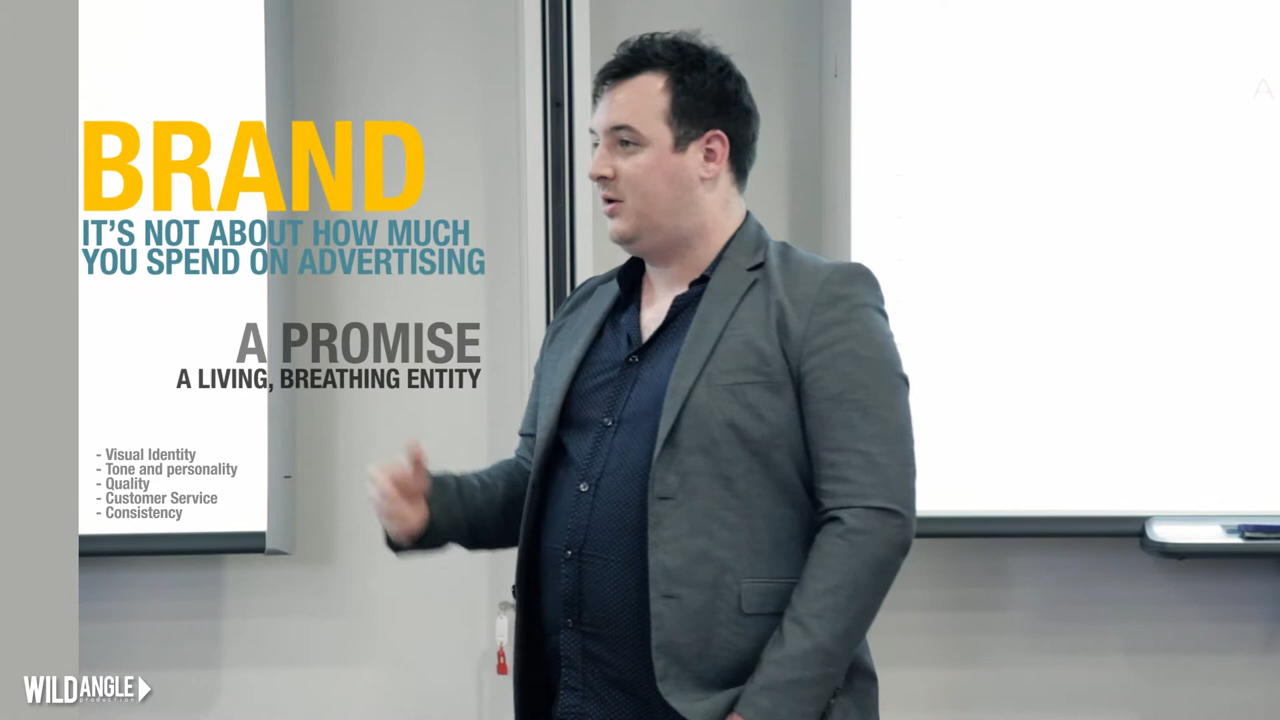 BRAND
IT'S NOT ABOUT HOW MUCH
YOU SPEND ON ADVERTISING
A PROMISE
A LIVING, BREATHING ENTITY
- Visual Identity
- Tone and personality
- Quality
- Customer Service
- Consistency
WILDANGLE
production
A